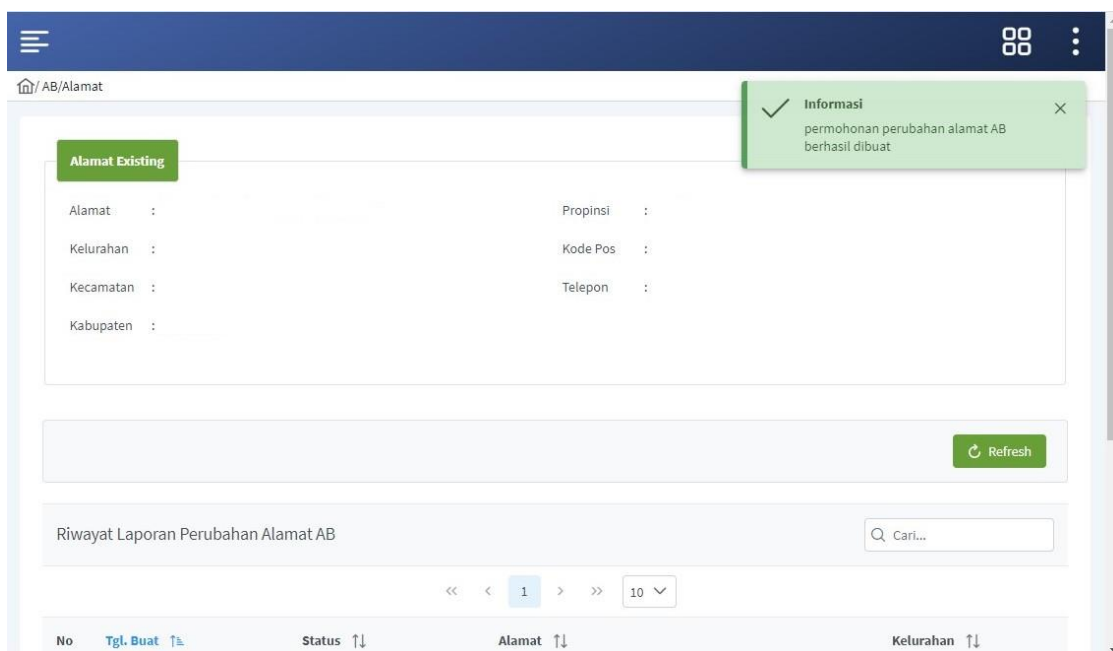 / AB/Alamat
Informasi
permohonan perubahan alamat AB
berhasil dibuat
Alamat Existing
Alamat : Propinsi :
Kelurahan : Kode Pos :
Kecamatan : Telepon :
Kabupaten :
Refresh
Riwayat Laporan Perubahan Alamat AB
Cari...
<< < 1 > >> 10
No Tgl. Buat Status Alamat Kelurahan